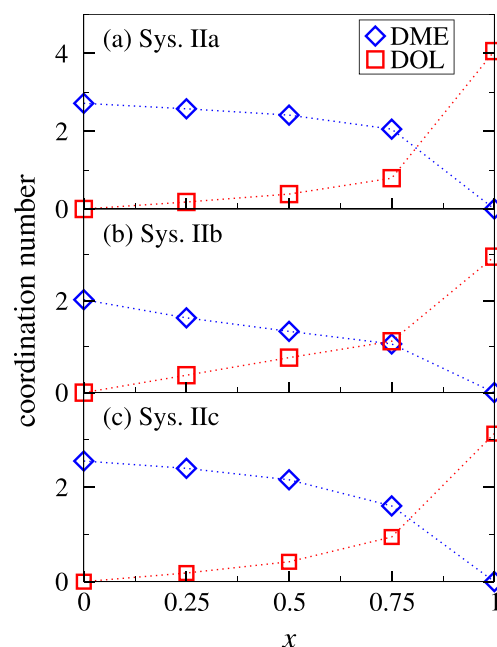 (a) Sys. IIa
DME
DOL
4
2
0
(b) Sys. IIb
2
0
(c) Sys. IIc
2
0
coordination number
0 0.25 0.5 0.75 1
x